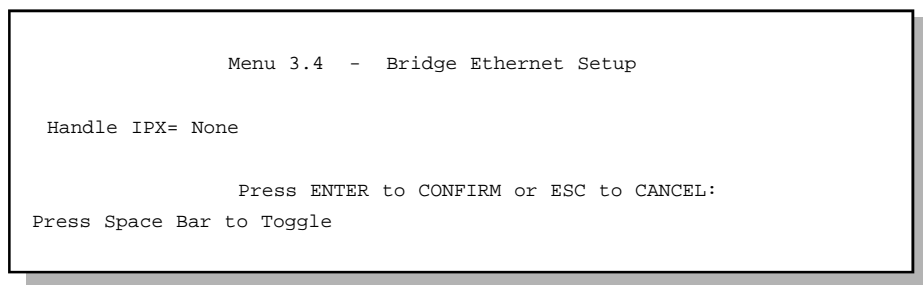 Menu 3.4 - Bridge Ethernet Setup
Handle IPX= None
Press ENTER to CONFIRM or ESC to CANCEL:
Press Space Bar to Toggle